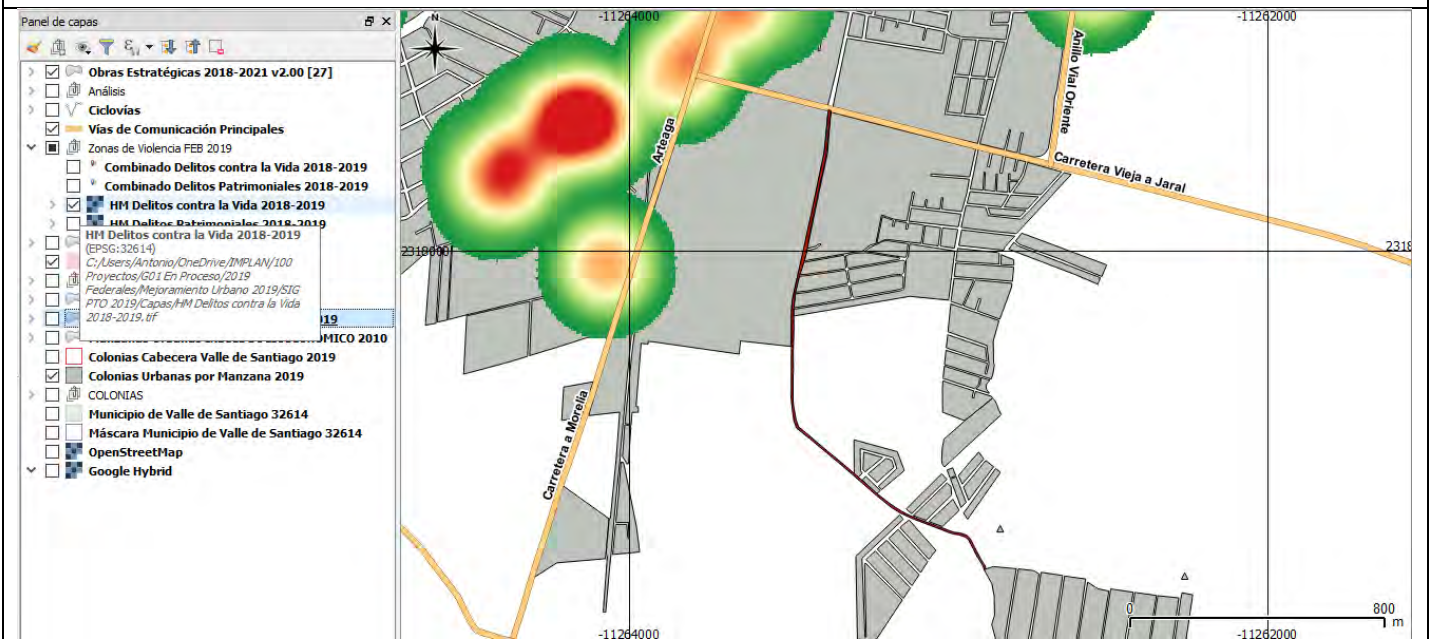 Panel de capas
Obras Estratégicas 2018-2021 v2.00 [27]
Análisis
Ciclovías
Vías de Comunicación Principales
Zonas de Violencia FEB 2019
Combinado Delitos contra la Vida 2018-2019
Combinado Delitos Patrimoniales 2018-2019
HM Delitos contra la Vida 2018-2019
HM Delitos Patrimoniales 2018-2019
HM Delitos contra la Vida 2018-2019
(EPSG:32614)
C:/Users/Antonio/OneDrive/IMPLAN/100
Proyectos/G01 En Proceso/2019
Federales/Mejoramiento Urbano 2019/SIG
PTO 2019/Capas/HM Delitos contra la Vida
2018-2019.tif
19
2010
Colonias Cabecera Valle de Santiago 2019
Colonias Urbanas por Manzana 2019
COLONIAS
Municipio de Valle de Santiago 32614
Máscara Municipio de Valle de Santiago 32614
OpenStreetMap
Google Hybrid
N
-11264000
-11262000
Anillo Vial Oriente
Arteaga
Carretera Vieja a Jaral
2318000
2318
Carretera a Morelia
0
800
m
-11264000
-11262000